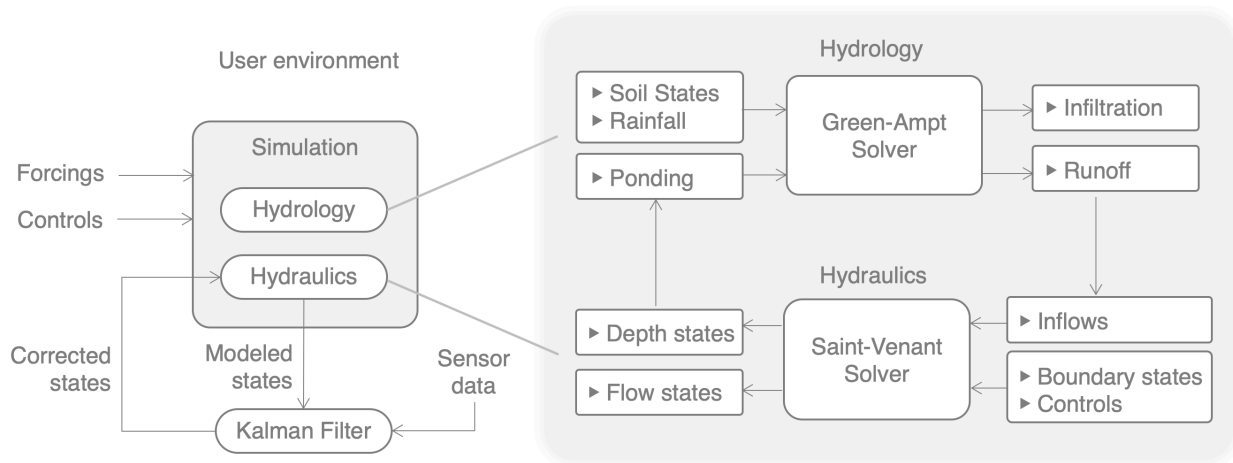 User environment
Simulation
Forcings
Controls
Hydrology
Hydraulics
Corrected
states
Modeled
states
Sensor
data
Kalman Filter
Hydrology
▶ Soil States
▶ Rainfall
▶ Ponding
Green-Ampt
Solver
▶ Infiltration
▶ Runoff
Hydraulics
▶ Depth states
▶ Flow states
Saint-Venant
Solver
▶ Inflows
▶ Boundary states
▶ Controls